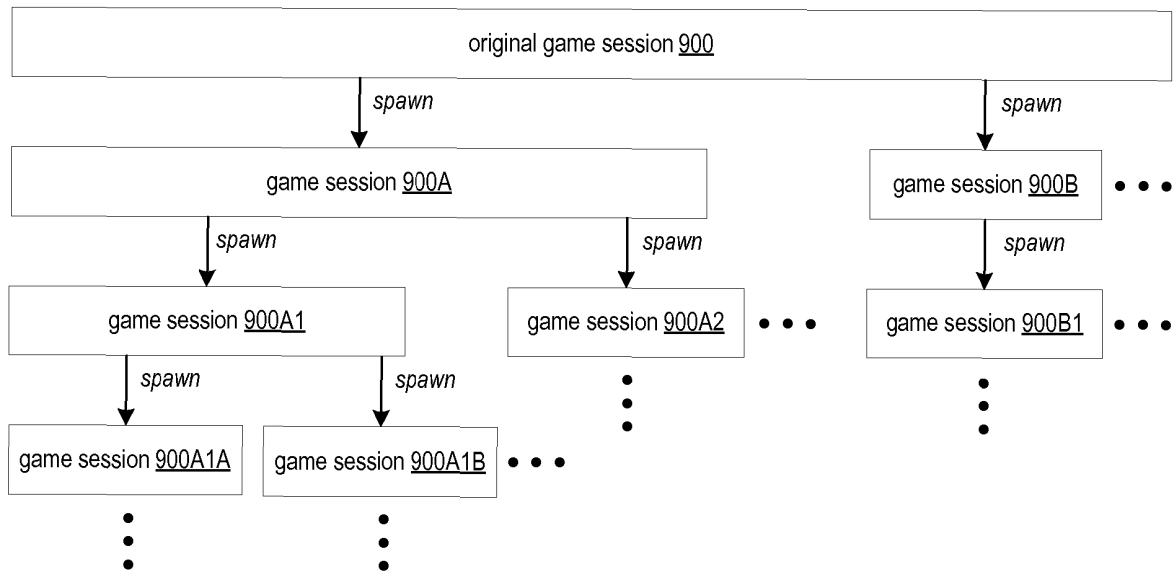 original game session 900
spawn
spawn
game session 900A
game session 900B
spawn
spawn
spawn
game session 900A1
game session 900A2
game session 900B1
spawn
spawn
game session 900A1A
game session 900A1B